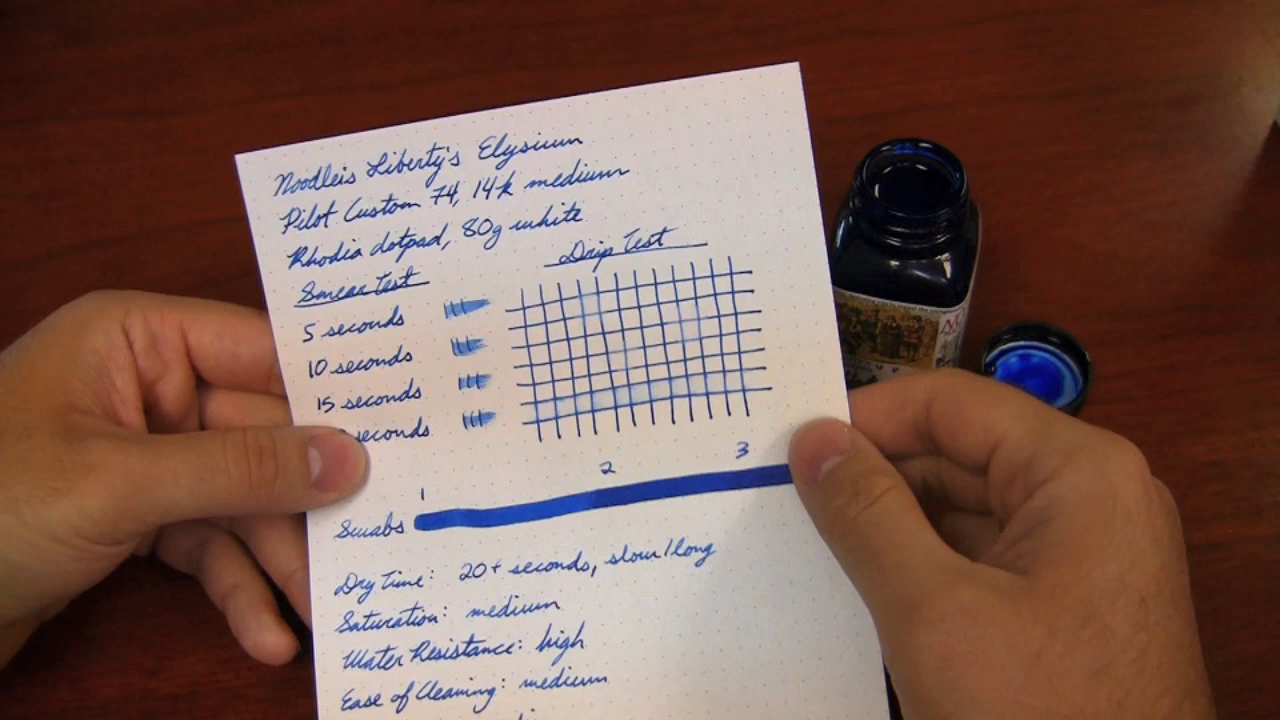 Noodler's Liberty's Elysium
Pilot Custom 74, 14k medium
Rhodia dotpad, 80g white
Smear Test
Drip Test
5 seconds
10 seconds
15 seconds
seconds
1 2 3
Swabs
Dry Time: 20+ seconds, slow/long
Saturation: medium
Water Resistance: high
Ease of Cleaning: medium